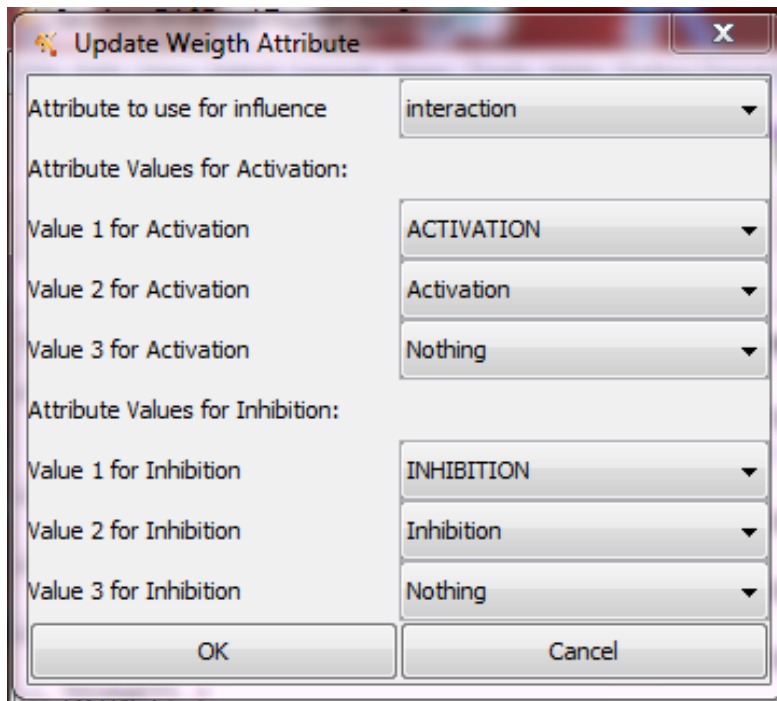 Update Weigth Attribute
Attribute to use for influence interaction
Attribute Values for Activation:
Value 1 for Activation ACTIVATION
Value 2 for Activation Activation
Value 3 for Activation Nothing
Attribute Values for Inhibition:
Value 1 for Inhibition INHIBITION
Value 2 for Inhibition Inhibition
Value 3 for Inhibition Nothing
OK Cancel